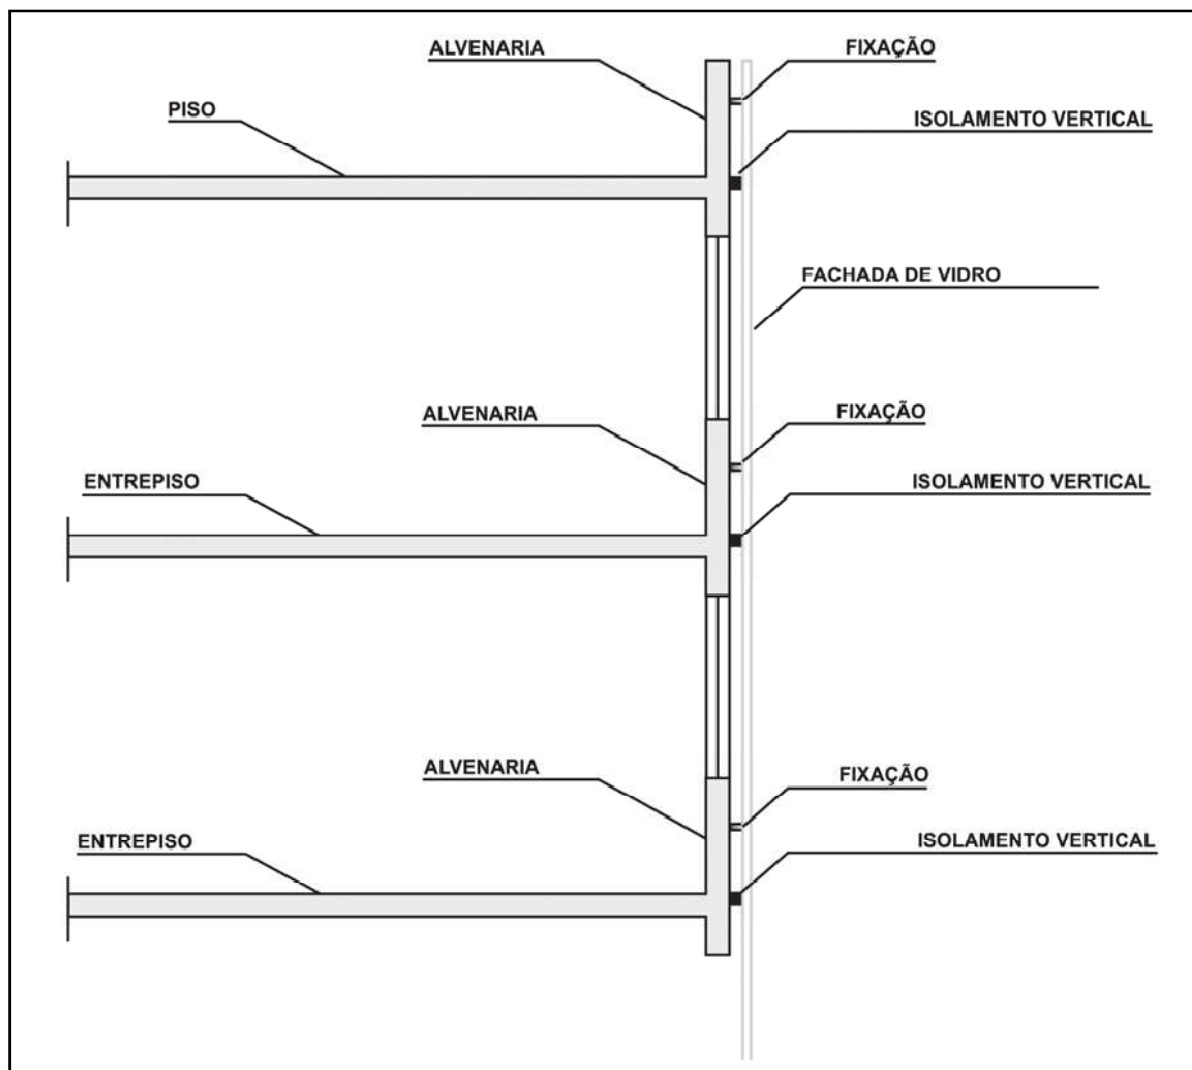 ALVENARIA
FIXAÇÃO
PISO
ISOLAMENTO VERTICAL
FACHADA DE VIDRO
ALVENARIA
FIXAÇÃO
ENTREPISO
ISOLAMENTO VERTICAL
ALVENARIA
FIXAÇÃO
ENTREPISO
ISOLAMENTO VERTICAL